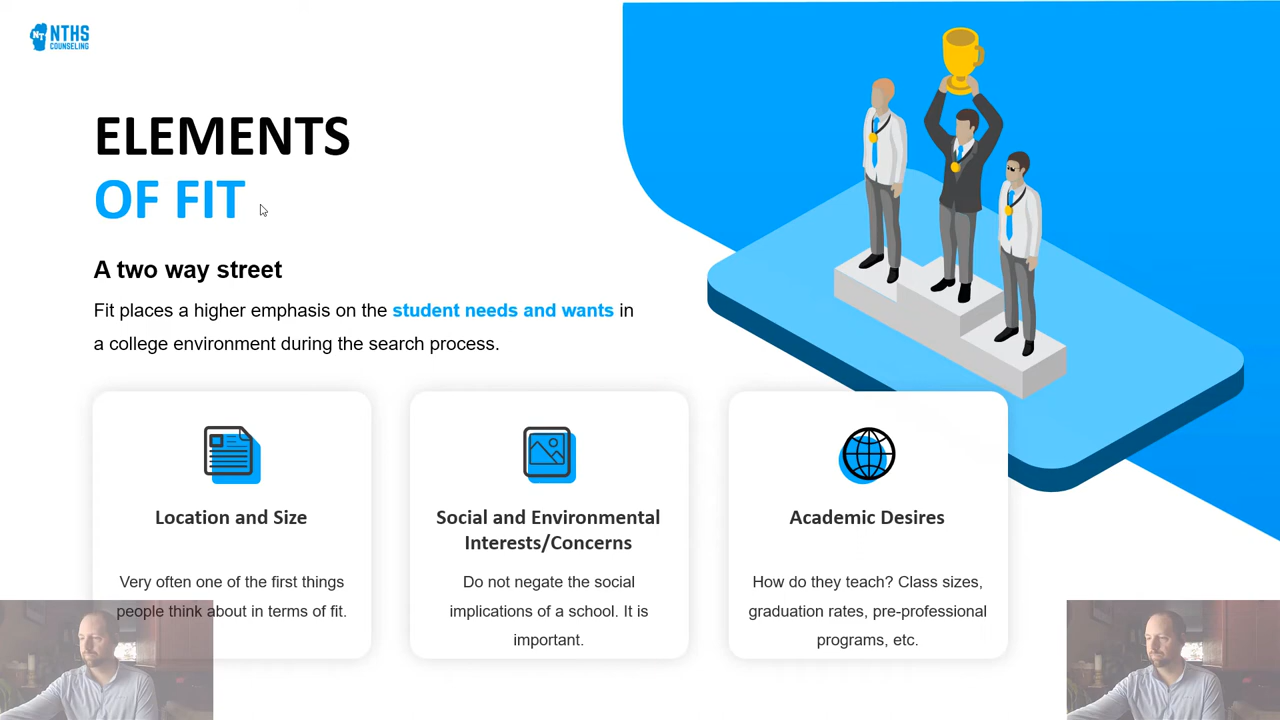 NT
NTHS
COUNSELING
ELEMENTS
OF FIT
A two way street
Fit places a higher emphasis on the student needs and wants in
a college environment during the search process.
Location and Size
Very often one of the first things
people think about in terms of fit.
Social and Environmental
Interests/Concerns
Do not negate the social
implications of a school. It is
important.
Academic Desires
How do they teach? Class sizes,
graduation rates, pre-professional
programs, etc.